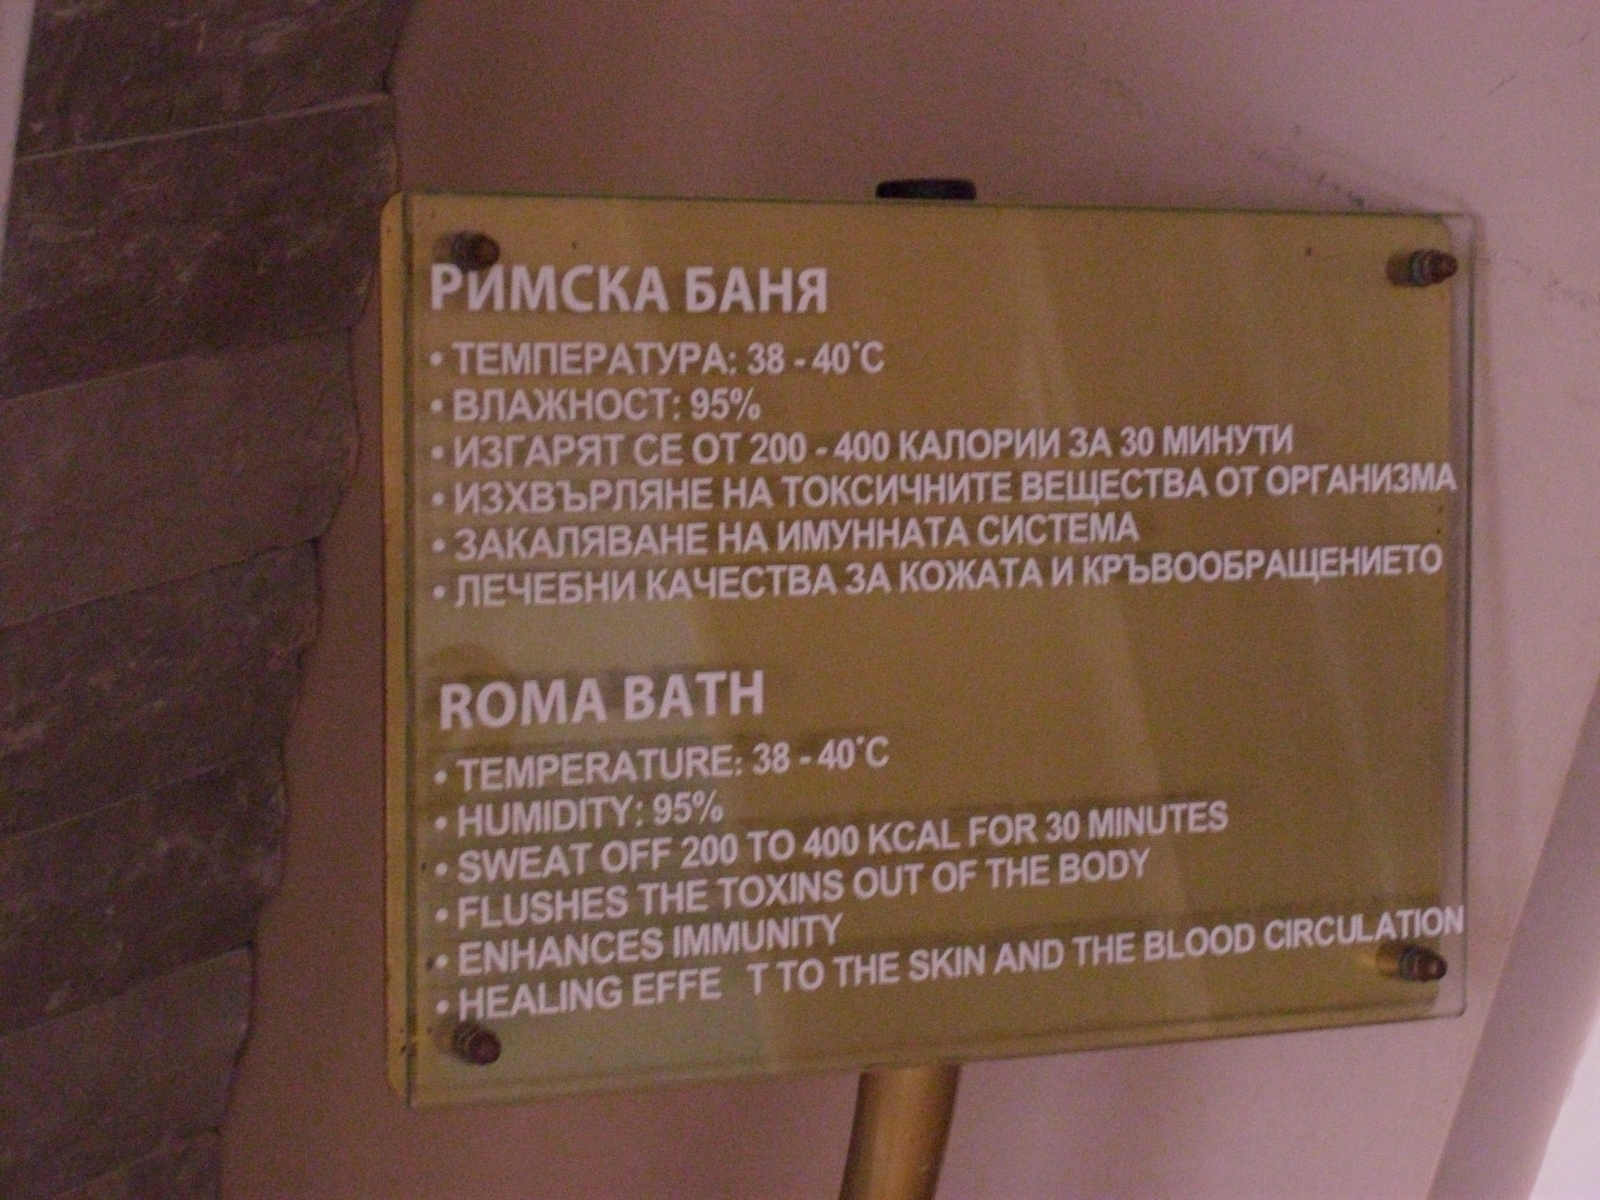 РИМСКА БАНЯ
• ТЕМПЕРАТУРА: 38 - 40°C
• ВЛАЖНОСТ: 95%
• ИЗГАРЯТ СЕ ОТ 200 - 400 КАЛОРИИ ЗА 30 МИНУТИ
• ИЗХВЪРЛЯНЕ НА ТОКСИЧНИТЕ ВЕЩЕСТВА ОТ ОРГАНИЗМА
• ЗАКАЛЯВАНЕ НА ИМУННАТА СИСТЕМА
• ЛЕЧЕБНИ КАЧЕСТВА ЗА КОЖАТА И КРЪВООБРАЩЕНИЕТО
ROMA BATH
• TEMPERATURE: 38 - 40°C
• HUMIDITY: 95%
• SWEAT OFF 200 TO 400 KCAL FOR 30 MINUTES
• FLUSHES THE TOXINS OUT OF THE BODY
• ENHANCES IMMUNITY
• HEALING EFFE T TO THE SKIN AND THE BLOOD CIRCULATION